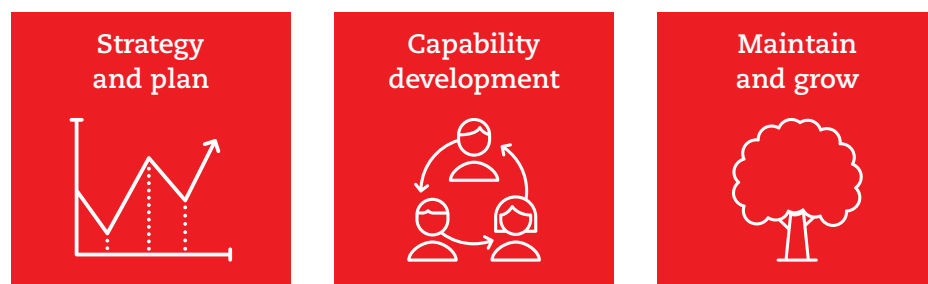 Strategy
and plan
Capability
development
Maintain
and grow